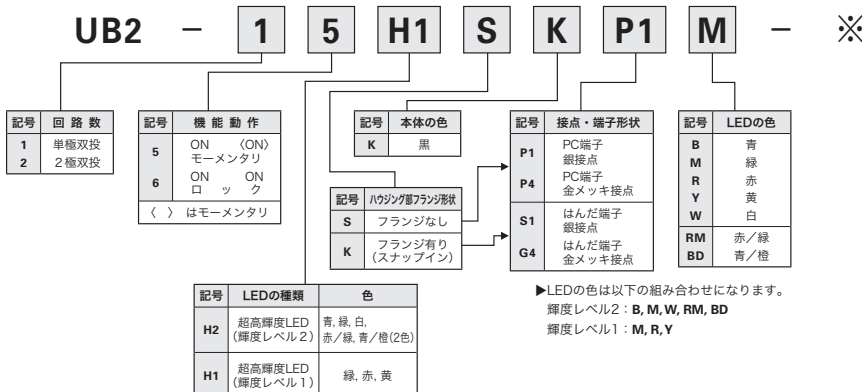 UB2 － 1 5 H1 S K P1 M － ※
記号 回路数
1 単極双投
2 2極双投
記号 機能動作
5 ON 〈ON〉
モーメンタリ
6 ON ON
ロック
〈 〉 はモーメンタリ
記号 本体の色
K 黒
記号 ハウジング部フランジ形状
S フランジなし
K フランジ有り
（スナップイン）
記号 接点・端子形状
P1 PC端子
銀接点
P4 PC端子
金メッキ接点
S1 はんだ端子
銀接点
G4 はんだ端子
金メッキ接点
記号 LEDの色
B 青
M 緑
R 赤
Y 黄
W 白
RM 赤／緑
BD 青／橙
記号 LEDの種類 色
H2 超高輝度LED
（輝度レベル2） 青, 緑, 白,
赤／緑, 青／橙(2色)
H1 超高輝度LED
（輝度レベル1） 緑, 赤, 黄
▶LEDの色は以下の組み合わせになります。
輝度レベル2：B, M, W, RM, BD
輝度レベル1：M, R, Y